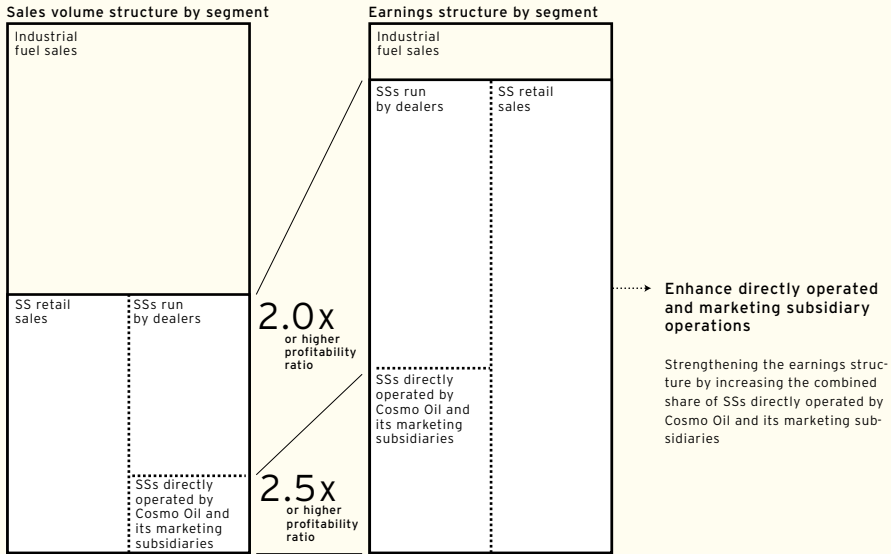 Sales volume structure by segment
Industrial
fuel sales
SS retail
sales
SSs run
by dealers
SSs directly
operated by
Cosmo Oil and
its marketing
subsidiaries
2.0x
or higher
profitability
ratio
2.5x
or higher
profitability
ratio
Earnings structure by segment
Industrial
fuel sales
SSs run
by dealers
SS retail
sales
SSs directly
operated by
Cosmo Oil and
its marketing
subsidiaries
Enhance directly operated
and marketing subsidiary
operations
Strengthening the earnings struc-
ture by increasing the combined
share of SSs directly operated by
Cosmo Oil and its marketing sub-
sidiaries